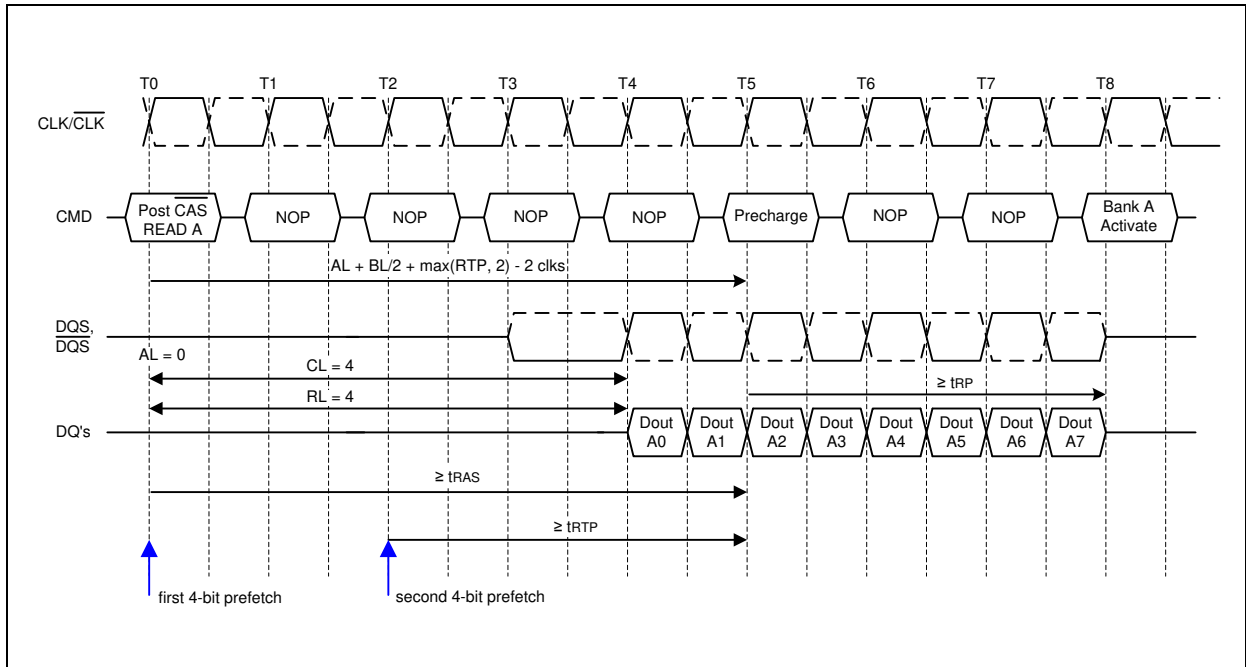 T0 T1 T2 T3 T4 T5 T6 T7 T8
CLK/CLK
CMD
Post CAS
READ A
NOP
NOP
NOP
NOP
Precharge
NOP
NOP
Bank A
Activate
AL + BL/2 + max(RTP, 2) - 2 clks
DQS,
DQS
AL = 0
CL = 4
≥ tRP
RL = 4
DQ's
Dout
A0
Dout
A1
Dout
A2
Dout
A3
Dout
A4
Dout
A5
Dout
A6
Dout
A7
≥ tRAS
≥ tRTP
first 4-bit prefetch
second 4-bit prefetch